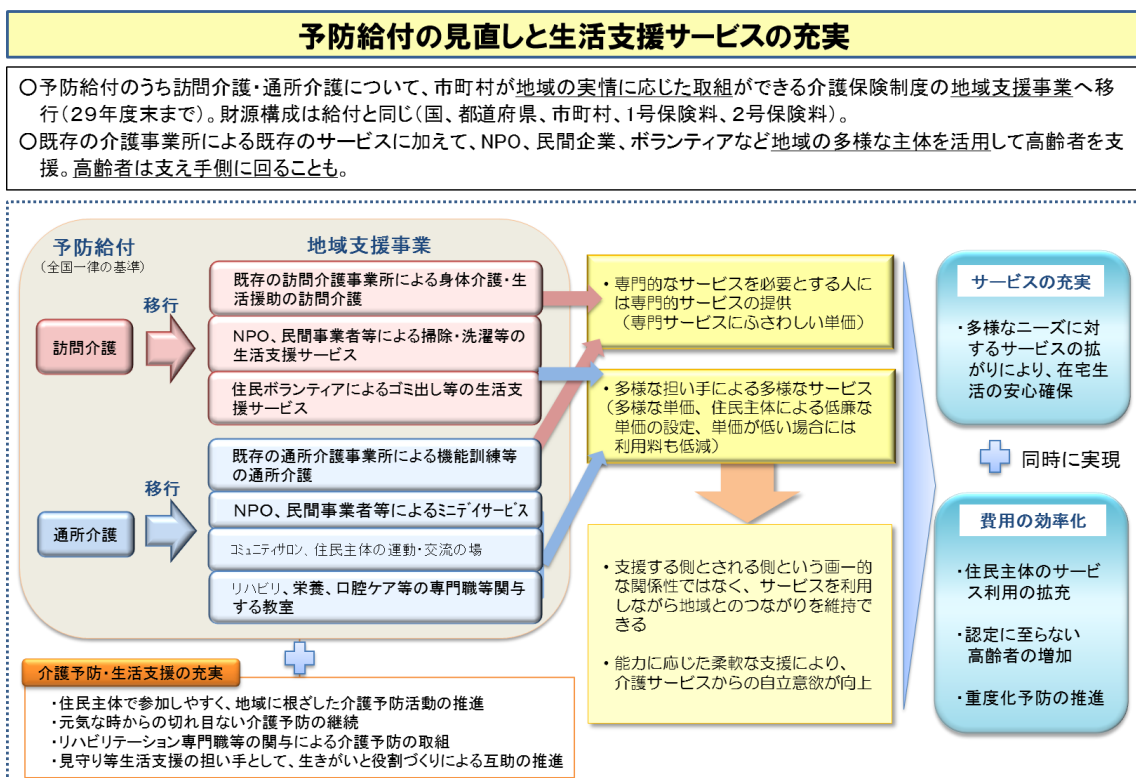 予防給付の見直しと生活支援サービスの充実
○予防給付のうち訪問介護・通所介護について、市町村が地域の実情に応じた取組ができる介護保険制度の地域支援事業へ移
行（29年度末まで）。財源構成は給付と同じ（国、都道府県、市町村、1号保険料、2号保険料）。
○既存の介護事業所による既存のサービスに加えて、NPO、民間企業、ボランティアなど地域の多様な主体を活用して高齢者を支
援。高齢者は支え手側に回ることも。
予防給付
（全国一律の基準）
地域支援事業
移行
訪問介護
既存の訪問介護事業所による身体介護・生
活援助の訪問介護
NPO、民間事業者等による掃除・洗濯等の
生活支援サービス
住民ボランティアによるゴミ出し等の生活支
援サービス
移行
通所介護
既存の通所介護事業所による機能訓練等
の通所介護
NPO、民間事業者等によるミニデイサービス
コミュニティサロン、住民主体の運動・交流の場
リハビリ、栄養、口腔ケア等の専門職等関与
する教室
介護予防・生活支援の充実
・住民主体で参加しやすく、地域に根ざした介護予防活動の推進
・元気な時からの切れ目ない介護予防の継続
・リハビリテーション専門職等の関与による介護予防の取組
・見守り等生活支援の担い手として、生きがいと役割づくりによる互助の推進
・専門的なサービスを必要とする人に
は専門的サービスの提供
（専門サービスにふさわしい単価）
・多様な担い手による多様なサービス
（多様な単価、住民主体による低廉な
単価の設定、単価が低い場合には
利用料も低減）
・支援する側とされる側という画一的
な関係性ではなく、サービスを利用
しながら地域とのつながりを維持で
きる
・能力に応じた柔軟な支援により、
介護サービスからの自立意欲が向上
サービスの充実
・多様なニーズに対
するサービスの拡
がりにより、在宅生
活の安心確保
同時に実現
費用の効率化
・住民主体のサービ
ス利用の拡充
・認定に至らない
高齢者の増加
・重度化予防の推進